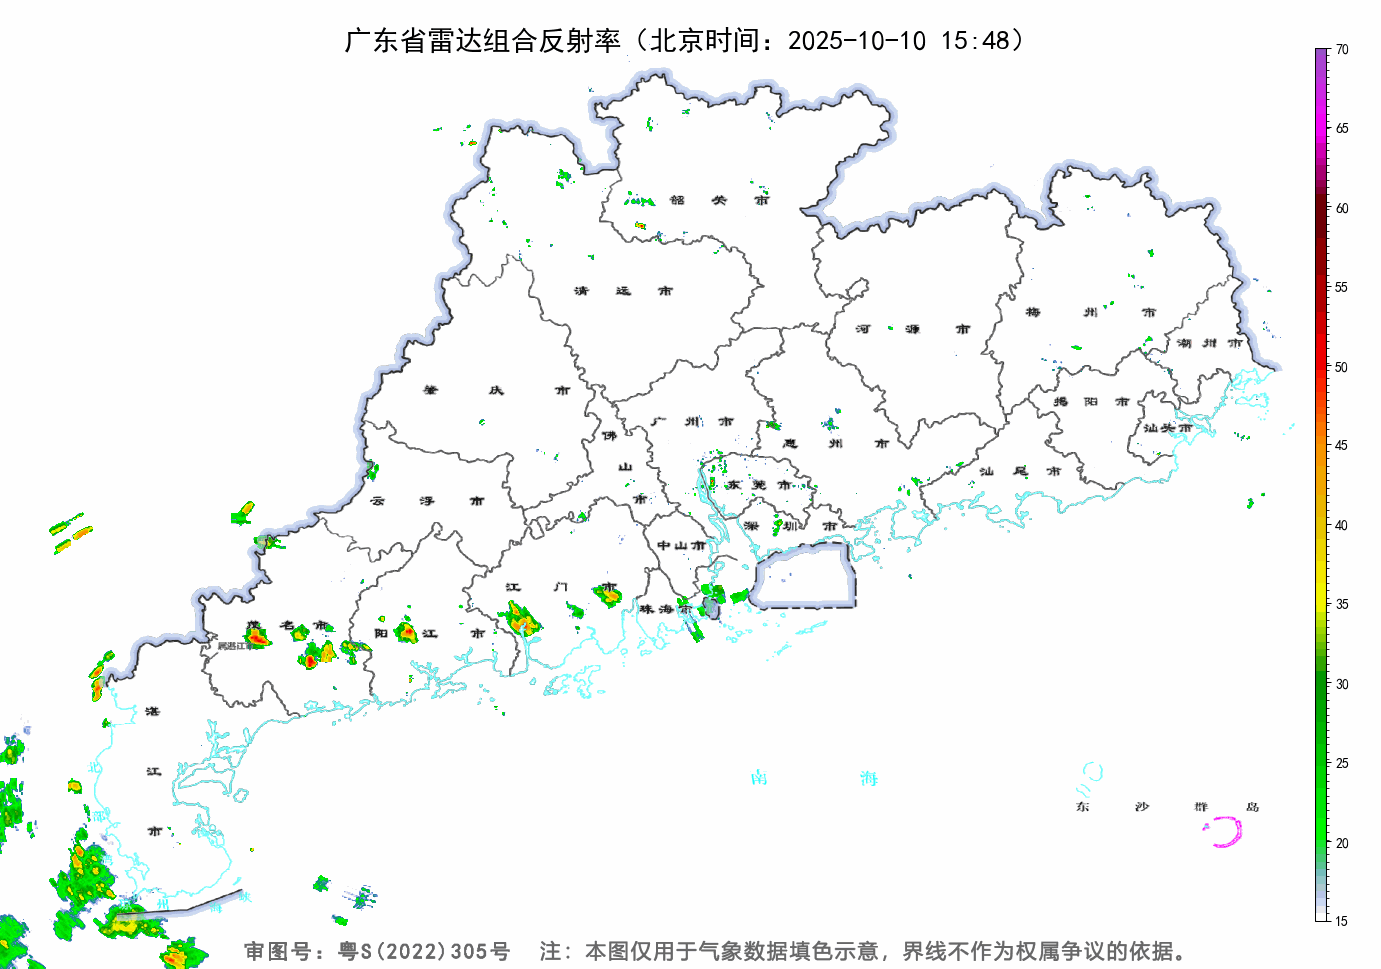 广东省雷达组合反射率（北京时间：2025-10-10 15:48）
70
65
60
55
50
45
40
35
30
25
20
15
韶关市
清远市
河源市
梅州市
潮州市
肇庆市
广州市
佛山市
惠州市
揭阳市
汕头市
汕尾市
云浮市
东莞市
深圳市
中山市
江门市
珠海市
茂名市
属湛江市
阳江市
湛江市
南海
东沙群岛
州
海
峡
审图号：粤S(2022)305号 注：本图仅用于气象数据填色示意，界线不作为权属争议的依据。